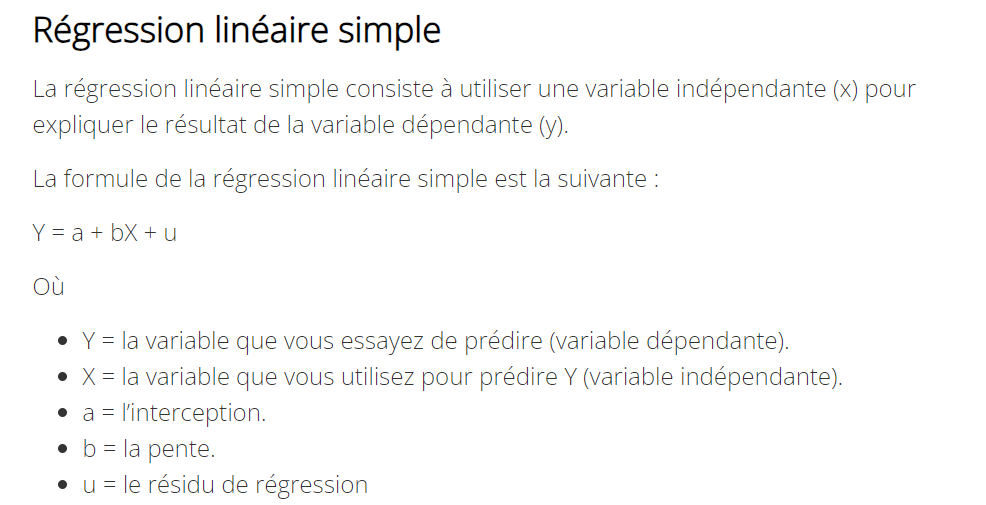 Régression linéaire simple
La régression linéaire simple consiste à utiliser une variable indépendante (x) pour
expliquer le résultat de la variable dépendante (y).
La formule de la régression linéaire simple est la suivante :
Y = a + bX + u
Où
• Y = la variable que vous essayez de prédire (variable dépendante).
• X = la variable que vous utilisez pour prédire Y (variable indépendante).
• a = l’interception.
• b = la pente.
• u = le résidu de régression